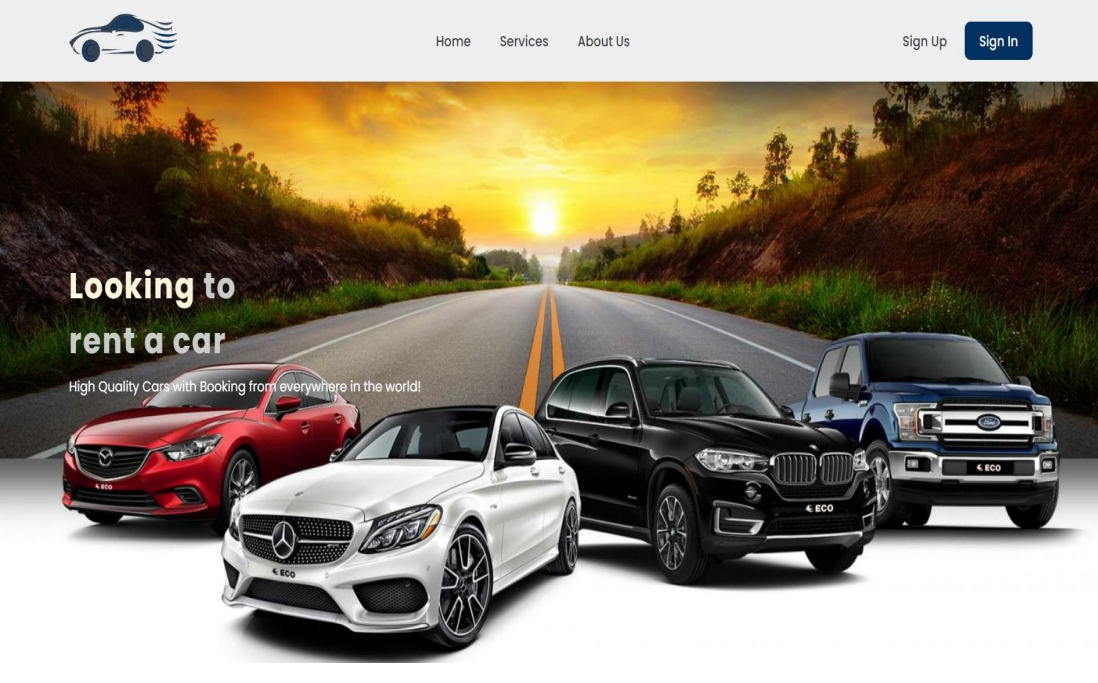 Home Services About Us Sign Up Sign In
Looking to
rent a car
High Quality Cars with Booking from everywhere in the world!
Ford
ECO
ECO
ECO
ECO